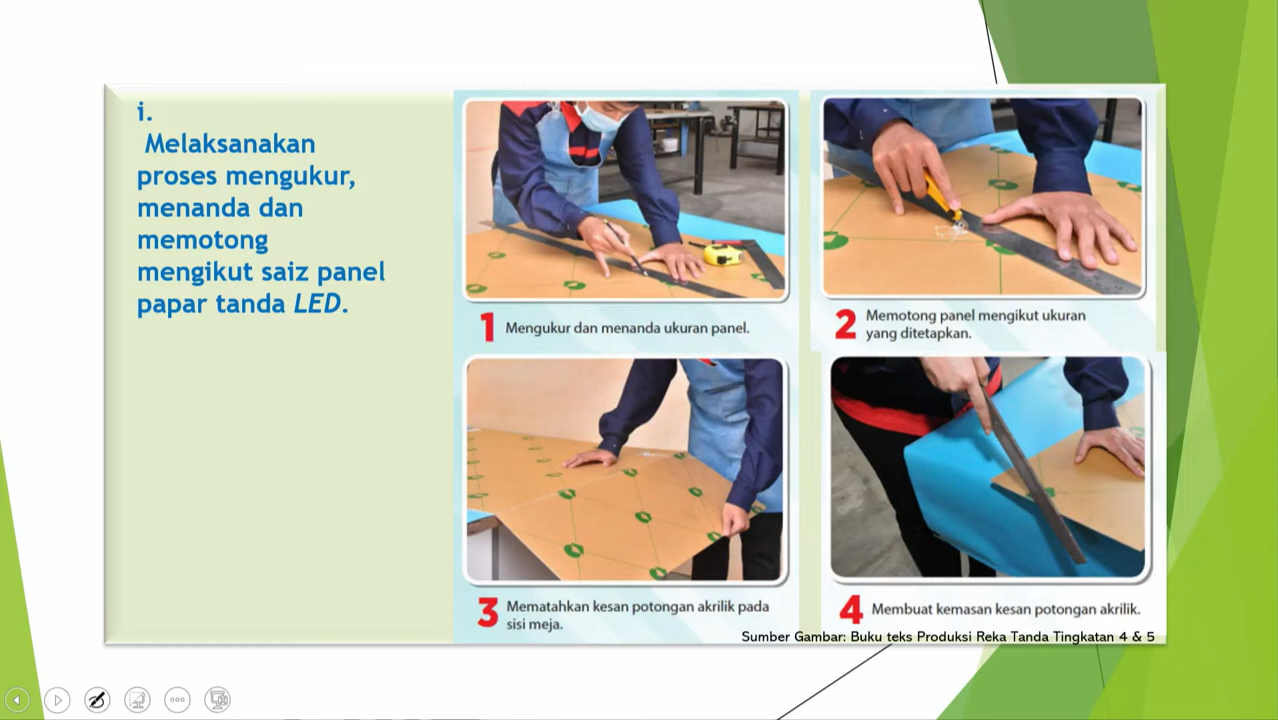 i.
Melaksanakan
proses mengukur,
menanda dan
memotong
mengikut saiz panel
papar tanda LED.
1 Mengukur dan menanda ukuran panel.
2 Memotong panel mengikut ukuran
yang ditetapkan.
3 Mematahkan kesan potongan akrilik pada
sisi meja.
4 Membuat kemasan kesan potongan akrilik.
Sumber Gambar: Buku teks Produksi Reka Tanda Tingkatan 4 & 5